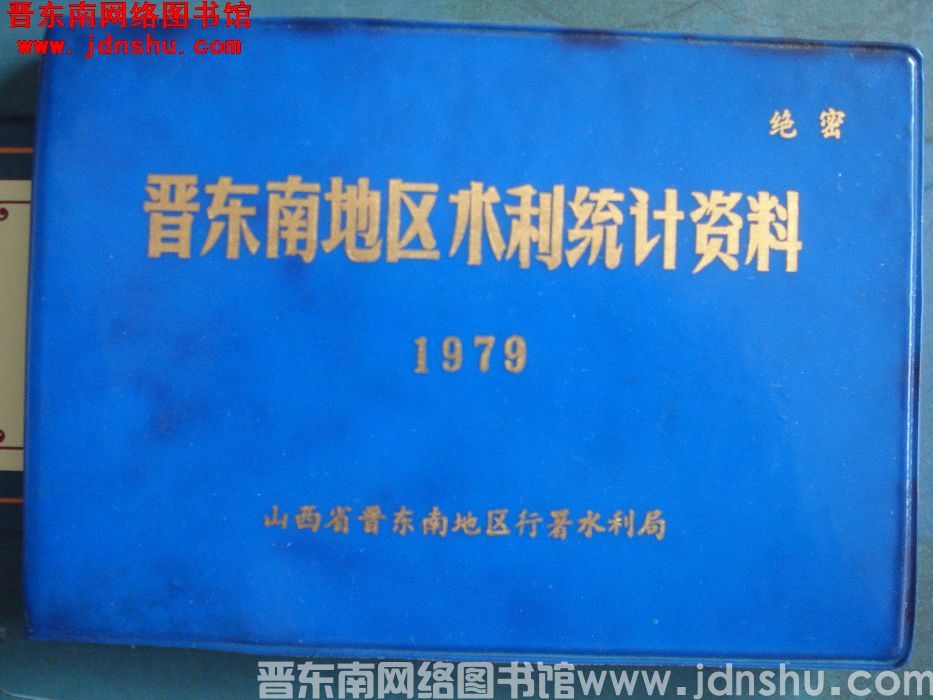 晋东南网络图书馆
www.jdnshu.com
绝密
晋东南地区水利统计资料
1979
山西省晋东南地区行署水利局
晋东南网络图书馆www.jdnshu.com